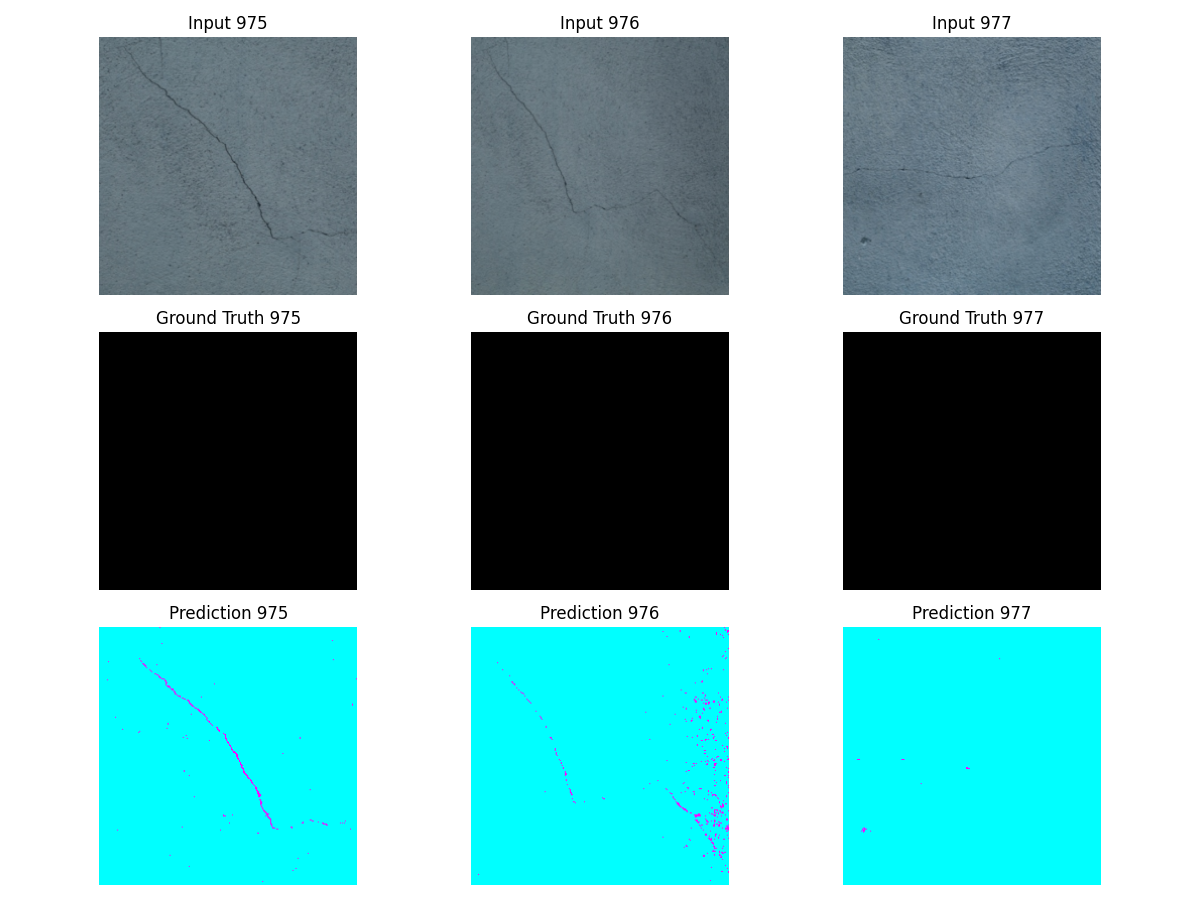 Input 975
Input 976
Input 977
Ground Truth 975
Ground Truth 976
Ground Truth 977
Prediction 975
Prediction 976
Prediction 977